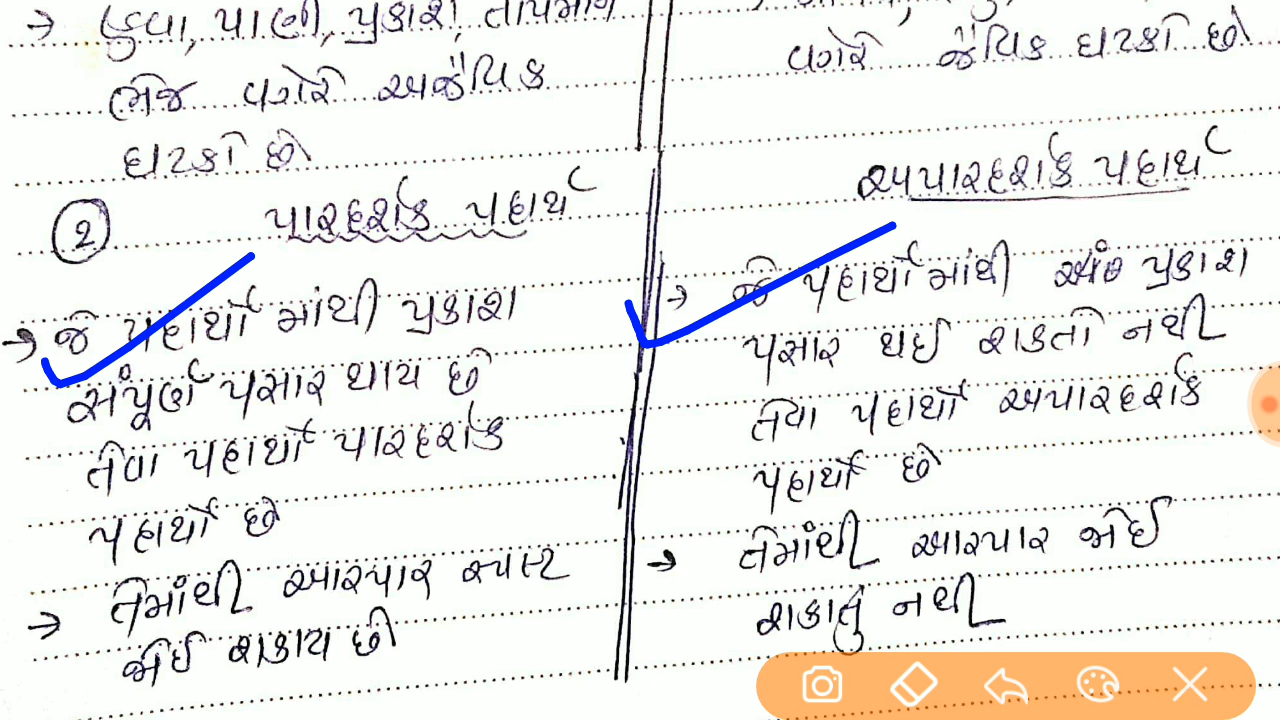 → હવા, પાણી, પ્રકાશ, તાપમાન
ભેજ વગેરે અજૈવિક
ઘટકો છે
૨ પારદર્શક પદાર્થ
→ જે પદાર્થોમાંથી પ્રકાશ
સંપૂર્ણ પસાર થાય છે
તેવા પદાર્થો પારદર્શક
પદાર્થો છે
→ તેમાંથી આરપાર સ્પષ્ટ
જોઈ શકાય છે
વગેરે જૈવિક ઘટકો છે
અપારદર્શક પદાર્થ
→ જે પદાર્થોમાંથી પ્રકાશ
પસાર થઈ શકતો નથી
તેવા પદાર્થો અપારદર્શક
પદાર્થો છે
→ તેમાંથી આરપાર જોઈ
શકાતું નથી